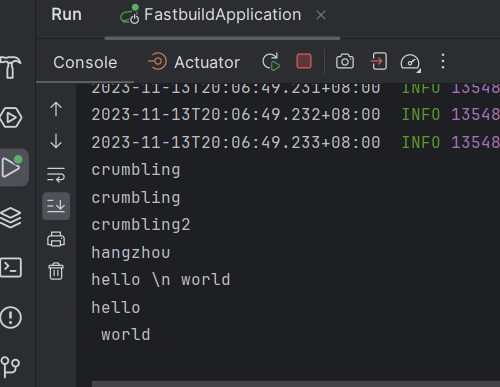 Run FastbuildApplication
Console Actuator
2023-11-13T20:06:49.231+08:00 INFO 13548
2023-11-13T20:06:49.232+08:00 INFO 13548
2023-11-13T20:06:49.233+08:00 INFO 13548
crumbling
crumbling
crumbling2
hangzhou
hello \n world
hello
 world